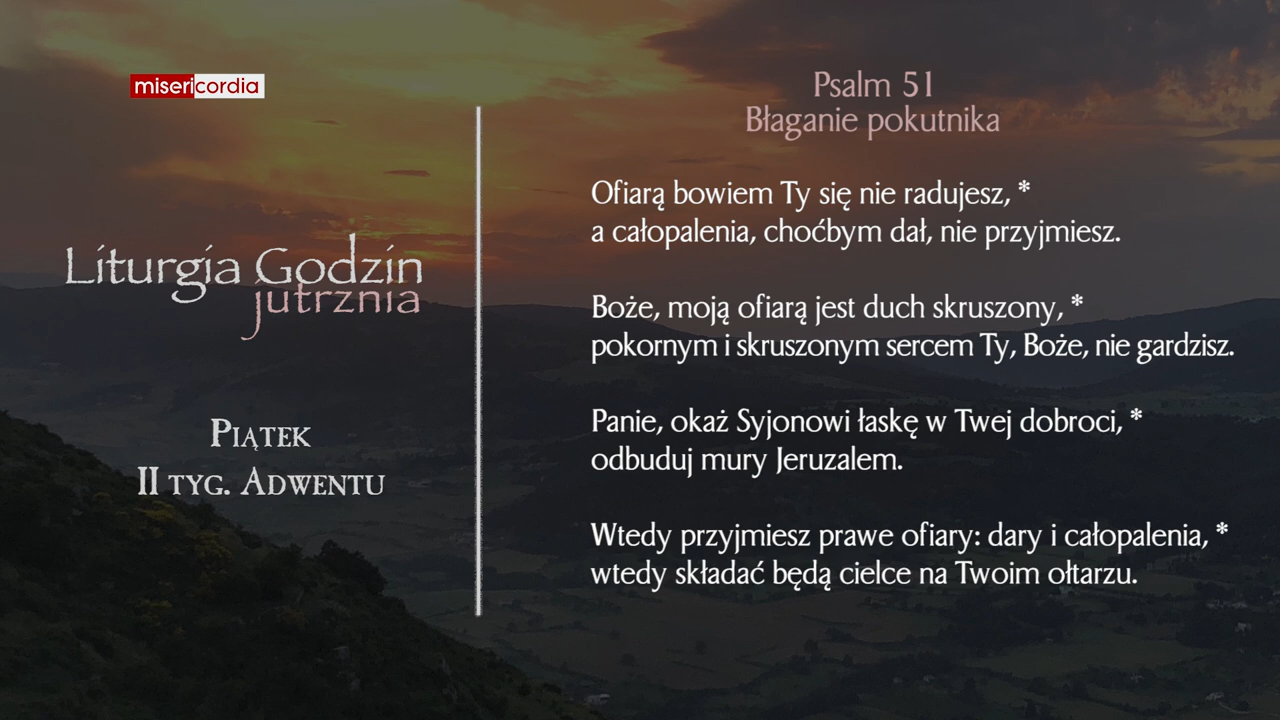 misericordia
Liturgia Godzin
jutrznia
Piątek
II tyg. Adwentu
Psalm 51
Błaganie pokutnika
Ofiarą bowiem Ty się nie radujesz, *
a całopalenia, choćbym dał, nie przyjmiesz.
Boże, moją ofiarą jest duch skruszony, *
pokornym i skruszonym sercem Ty, Boże, nie gardzisz.
Panie, okaż Syjonowi łaskę w Twej dobroci, *
odbuduj mury Jeruzalem.
Wtedy przyjmiesz prawe ofiary: dary i całopalenia, *
wtedy składać będą cielce na Twoim ołtarzu.